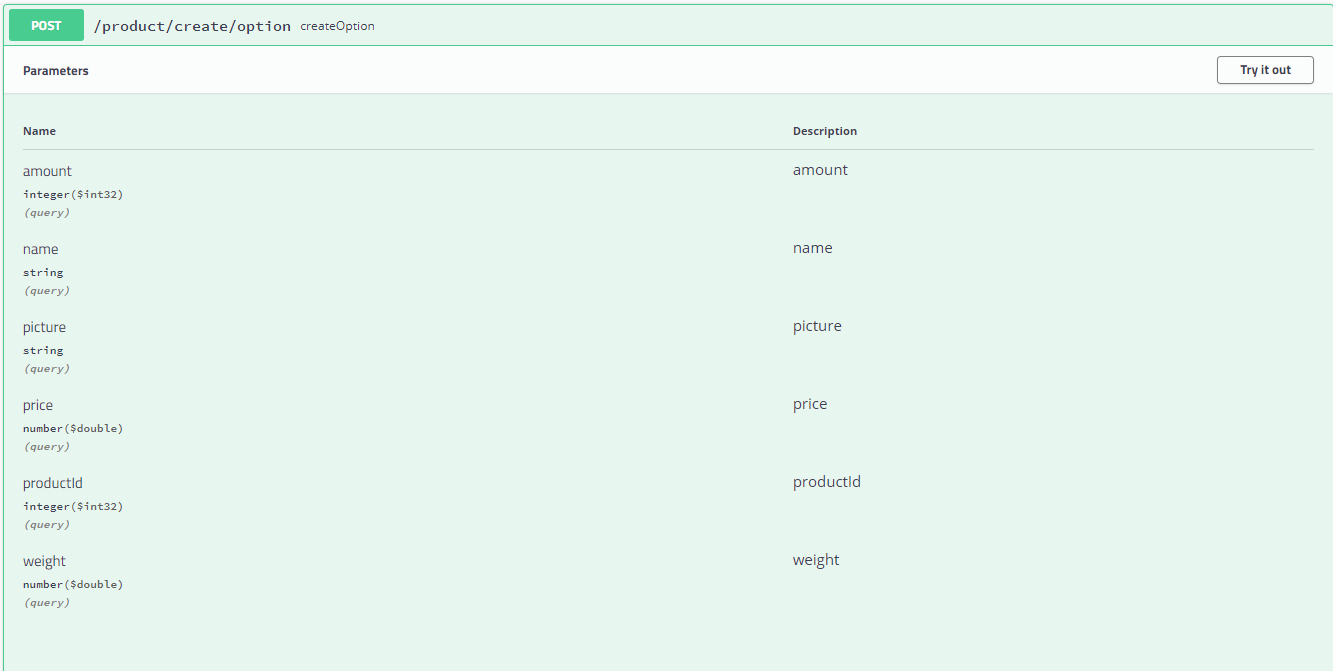 POST /product/create/option createOption
Parameters Try it out
Name Description
amount amount
integer($int32)
(query)
name name
string
(query)
picture picture
string
(query)
price price
number($double)
(query)
productId productId
integer($int32)
(query)
weight weight
number($double)
(query)